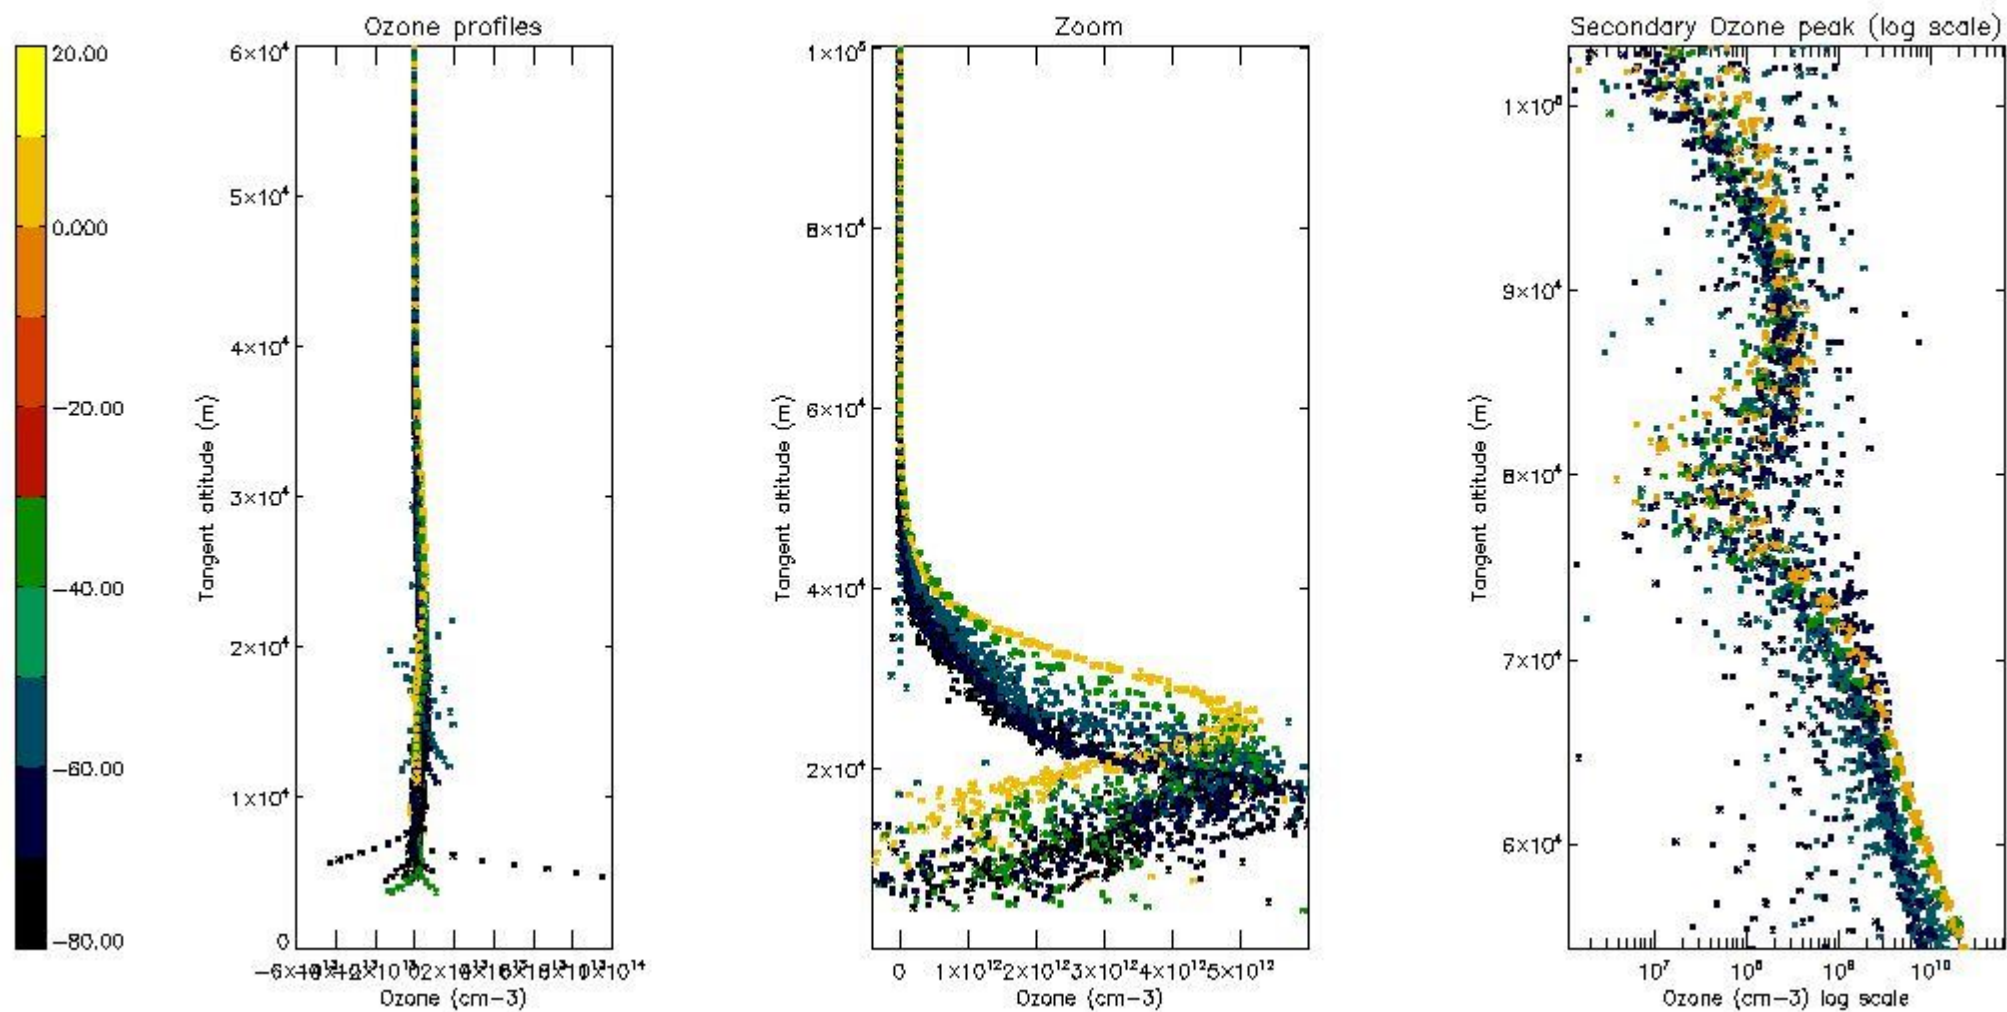 Ozone profiles
Zoom
Secondary Ozone peak (log scale)
20.00
0.000
−20.00
−40.00
−60.00
−80.00
6×10⁴
5×10⁴
4×10⁴
3×10⁴
2×10⁴
1×10⁴
0
Tangent altitude (m)
Ozone (cm−3)
1×10⁵
8×10⁴
6×10⁴
4×10⁴
2×10⁴
Tangent altitude (m)
0 1×10¹² 2×10¹² 3×10¹² 4×10¹² 5×10¹²
Ozone (cm−3)
9×10⁴
8×10⁴
7×10⁴
6×10⁴
Tangent altitude (m)
10⁷ 10⁸ 10⁹ 10¹⁰
Ozone (cm−3) log scale